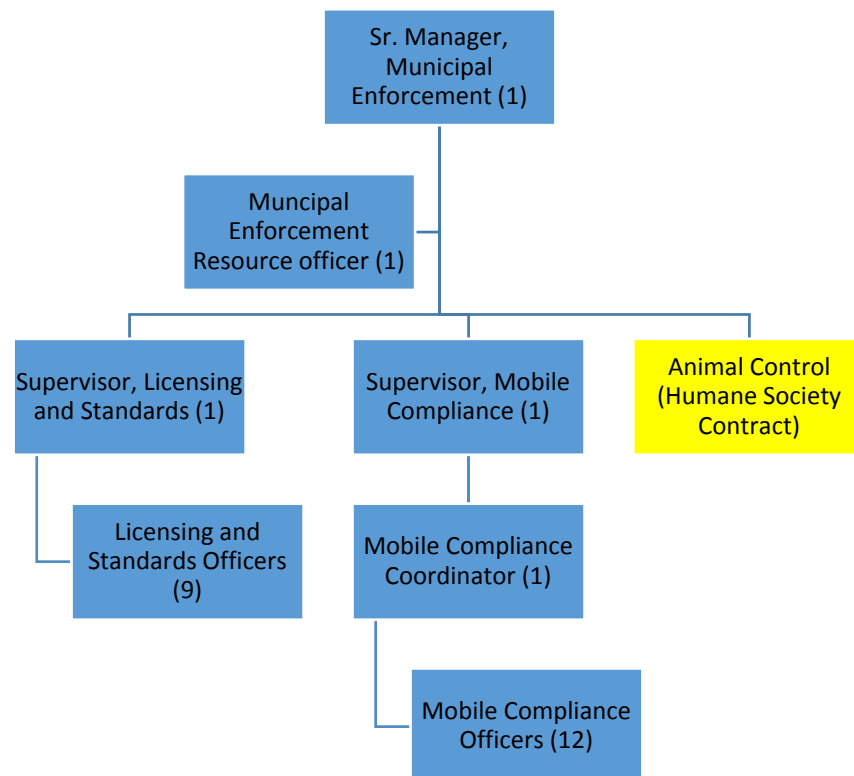 Sr. Manager,
Municipal
Enforcement (1)
Muncipal
Enforcement
Resource officer (1)
Supervisor, Licensing
and Standards (1)
Supervisor, Mobile
Compliance (1)
Animal Control
(Humane Society
Contract)
Licensing and
Standards Officers
(9)
Mobile Compliance
Coordinator (1)
Mobile Compliance
Officers (12)